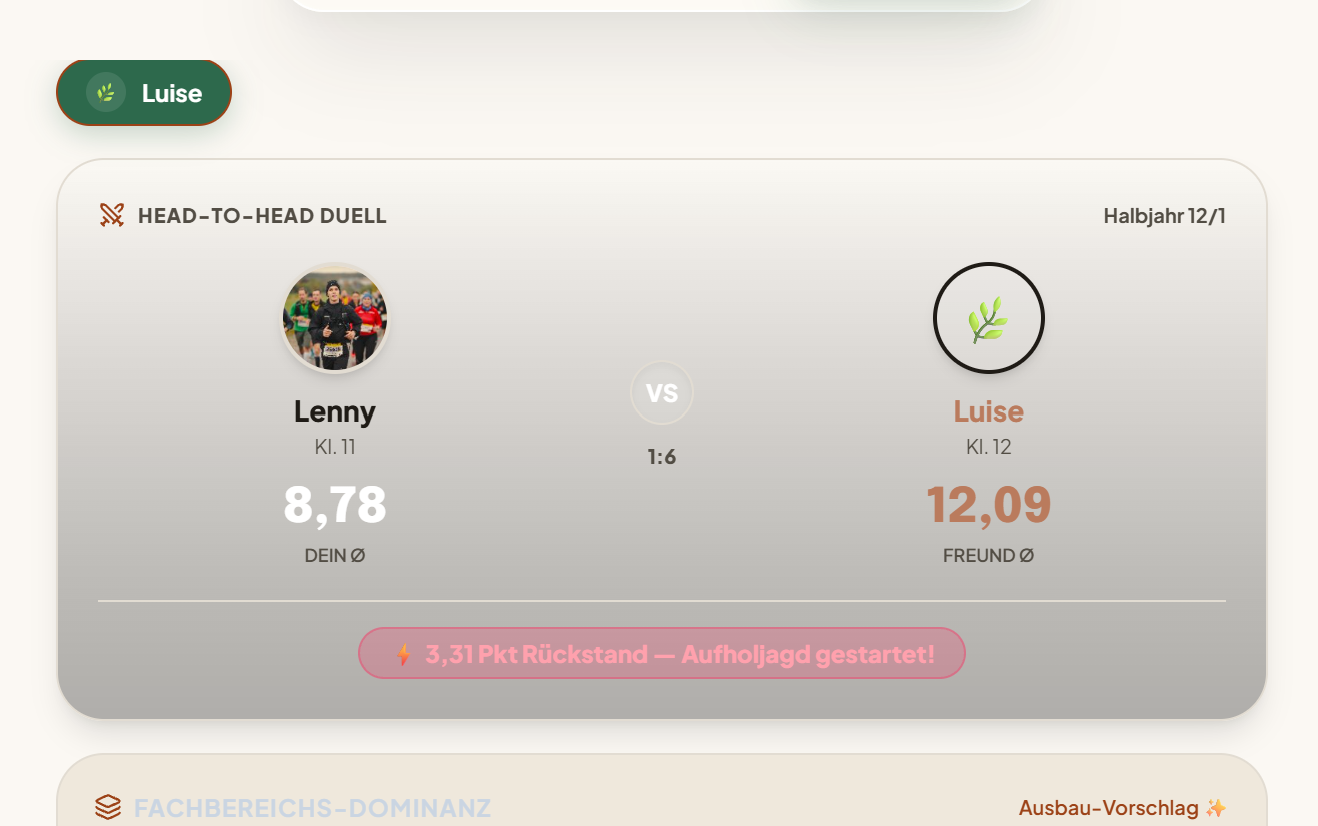 Luise
HEAD-TO-HEAD DUELL
Halbjahr 12/1
Lenny
Kl. 11
8,78
DEIN Ø
VS
1:6
Luise
Kl. 12
12,09
FREUND Ø
3,31 Pkt Rückstand — Aufholjagd gestartet!
FACHBEREICHS-DOMINANZ
Ausbau-Vorschlag ✨